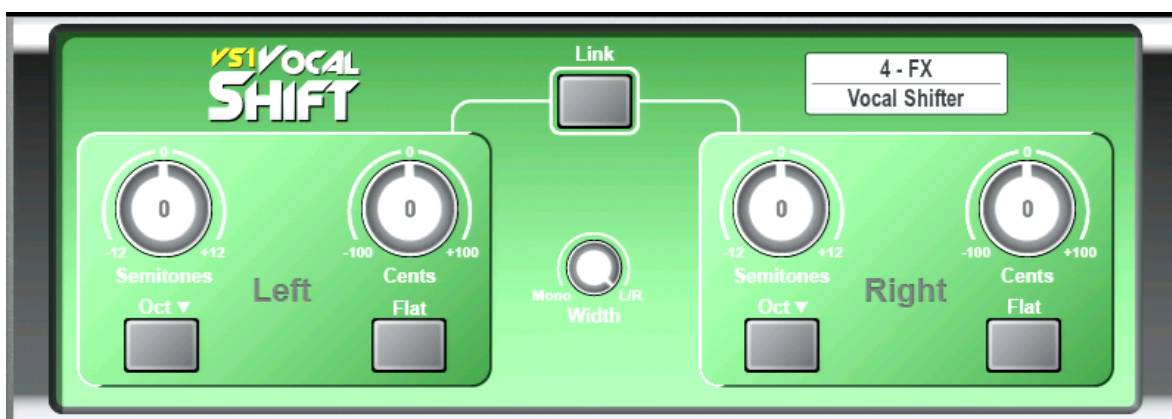 VS1 VOCAL
SHIFT
Link
4 - FX
Vocal Shifter
0
0
-12 +12
Semitones
Oct ▼
0
0
-100 +100
Cents
Flat
Left
Mono L/R
Width
0
0
-12 +12
Semitones
Oct ▼
0
0
-100 +100
Cents
Flat
Right